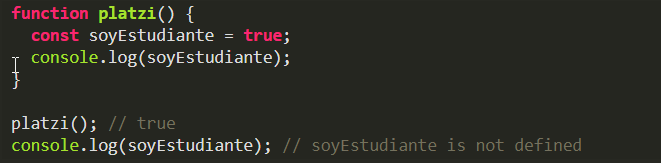 function platzi() {
  const soyEstudiante = true;
  console.log(soyEstudiante);
}

platzi(); // true
console.log(soyEstudiante); // soyEstudiante is not defined